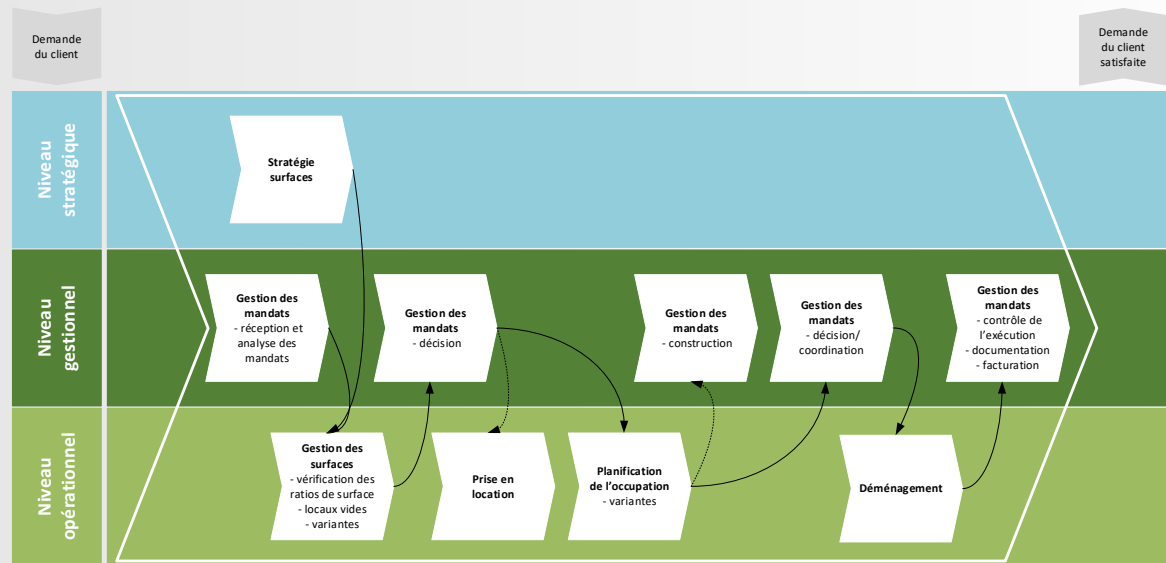 Demande
du client
Demande
du client
satisfaite
Niveau
stratégique
Stratégie
surfaces
Niveau
gestionnel
Gestion des
mandats
- réception et
analyse des
mandats
Gestion des
mandats
- décision
Gestion des
mandats
- construction
Gestion des
mandats
- décision/
coordination
Gestion des
mandats
- contrôle de
l'exécution
- documentation
- facturation
Niveau
opérationnel
Gestion des
surfaces
- vérification des
ratios de surface
- locaux vides
- variantes
Prise en
location
Planification
de l'occupation
- variantes
Déménagement